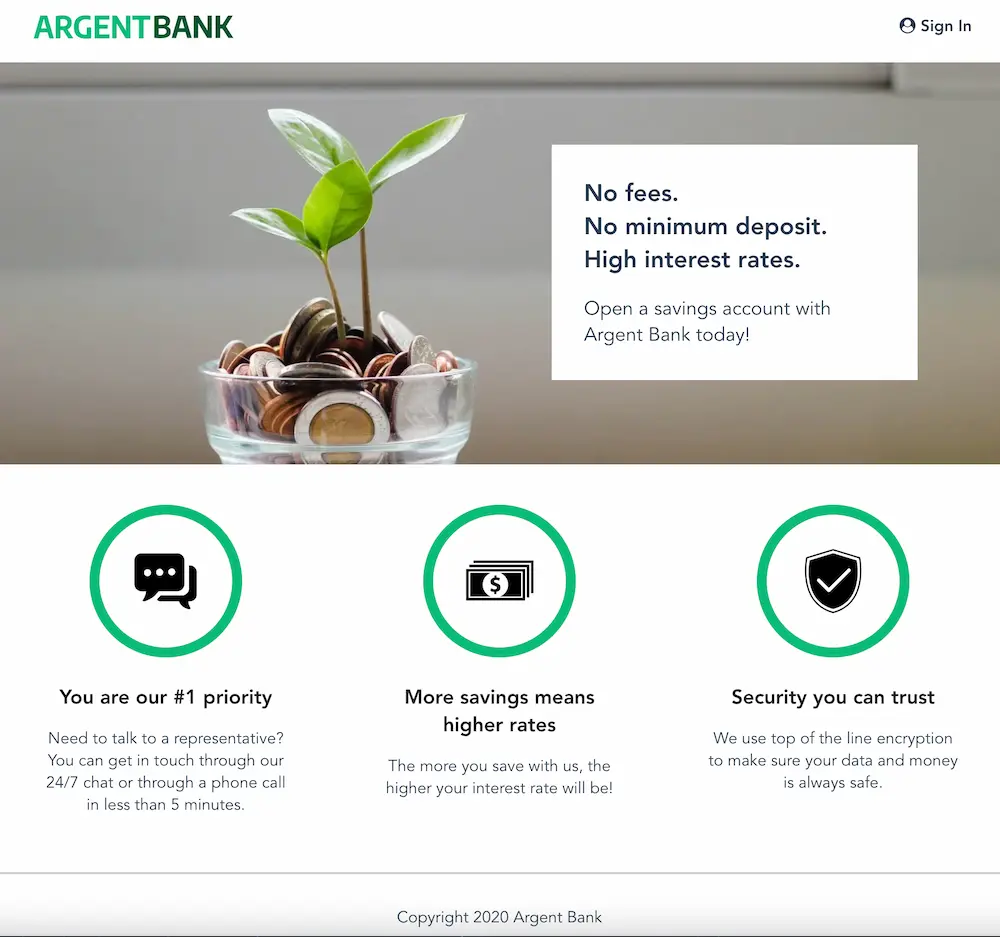 ARGENTBANK
Sign In
No fees.
No minimum deposit.
High interest rates.
Open a savings account with
Argent Bank today!
You are our #1 priority
Need to talk to a representative?
You can get in touch through our
24/7 chat or through a phone call
in less than 5 minutes.
More savings means
higher rates
The more you save with us, the
higher your interest rate will be!
Security you can trust
We use top of the line encryption
to make sure your data and money
is always safe.
Copyright 2020 Argent Bank